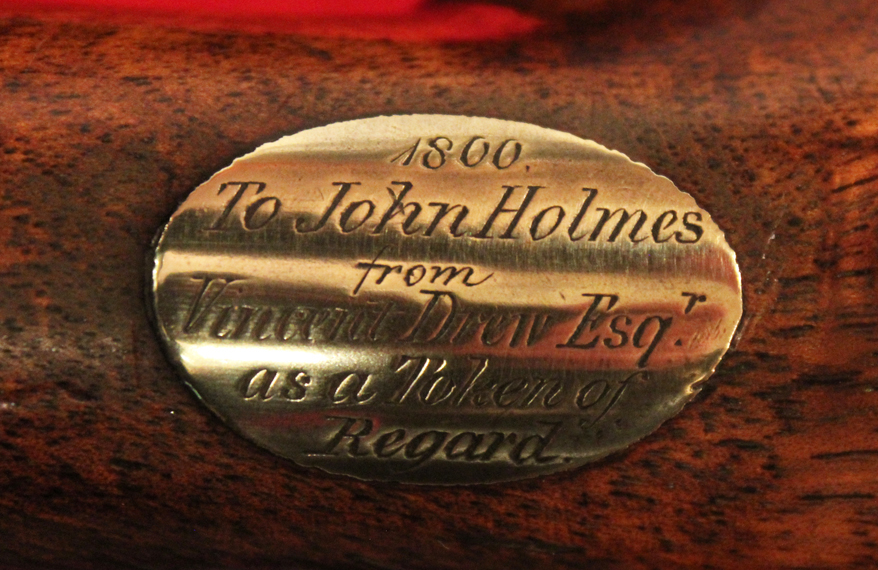 1800.
To John Holmes
from
Vincent Drew Esqr.
as a Token of
Regard.